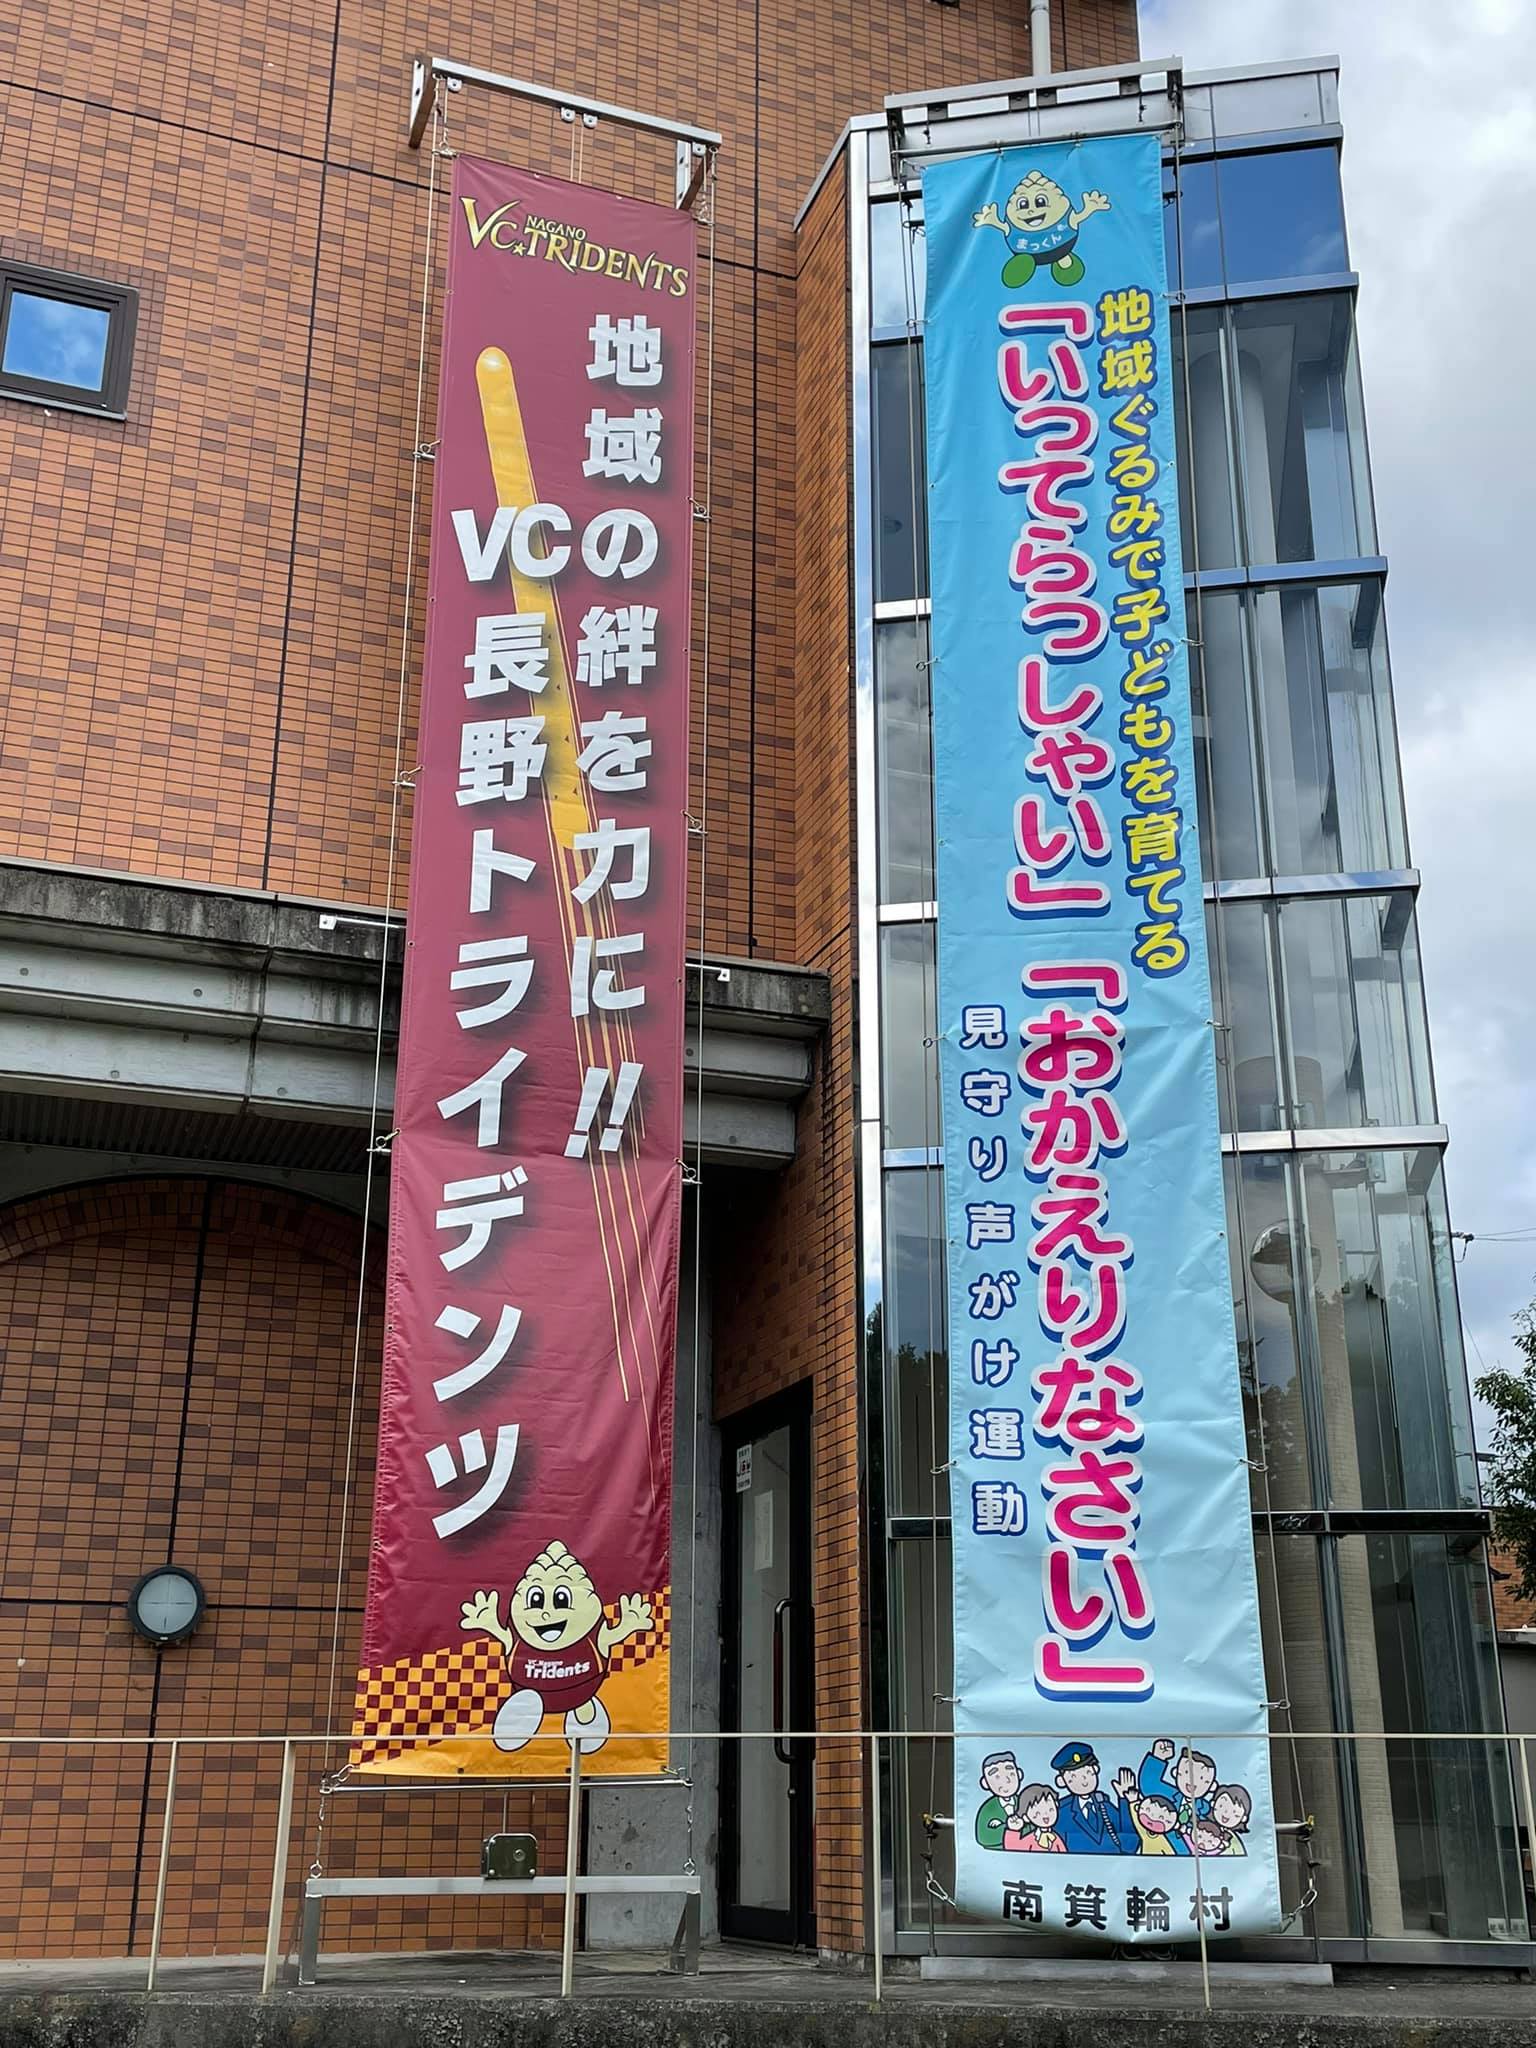 VC NAGANO TRIDENTS
地域の絆を力に!!
VC長野トライデンツ
VC.Nagano
Tridents
まっくん
地域ぐるみで子どもを育てる
「いってらっしゃい」「おかえりなさい」
見守り声がけ運動
南箕輪村